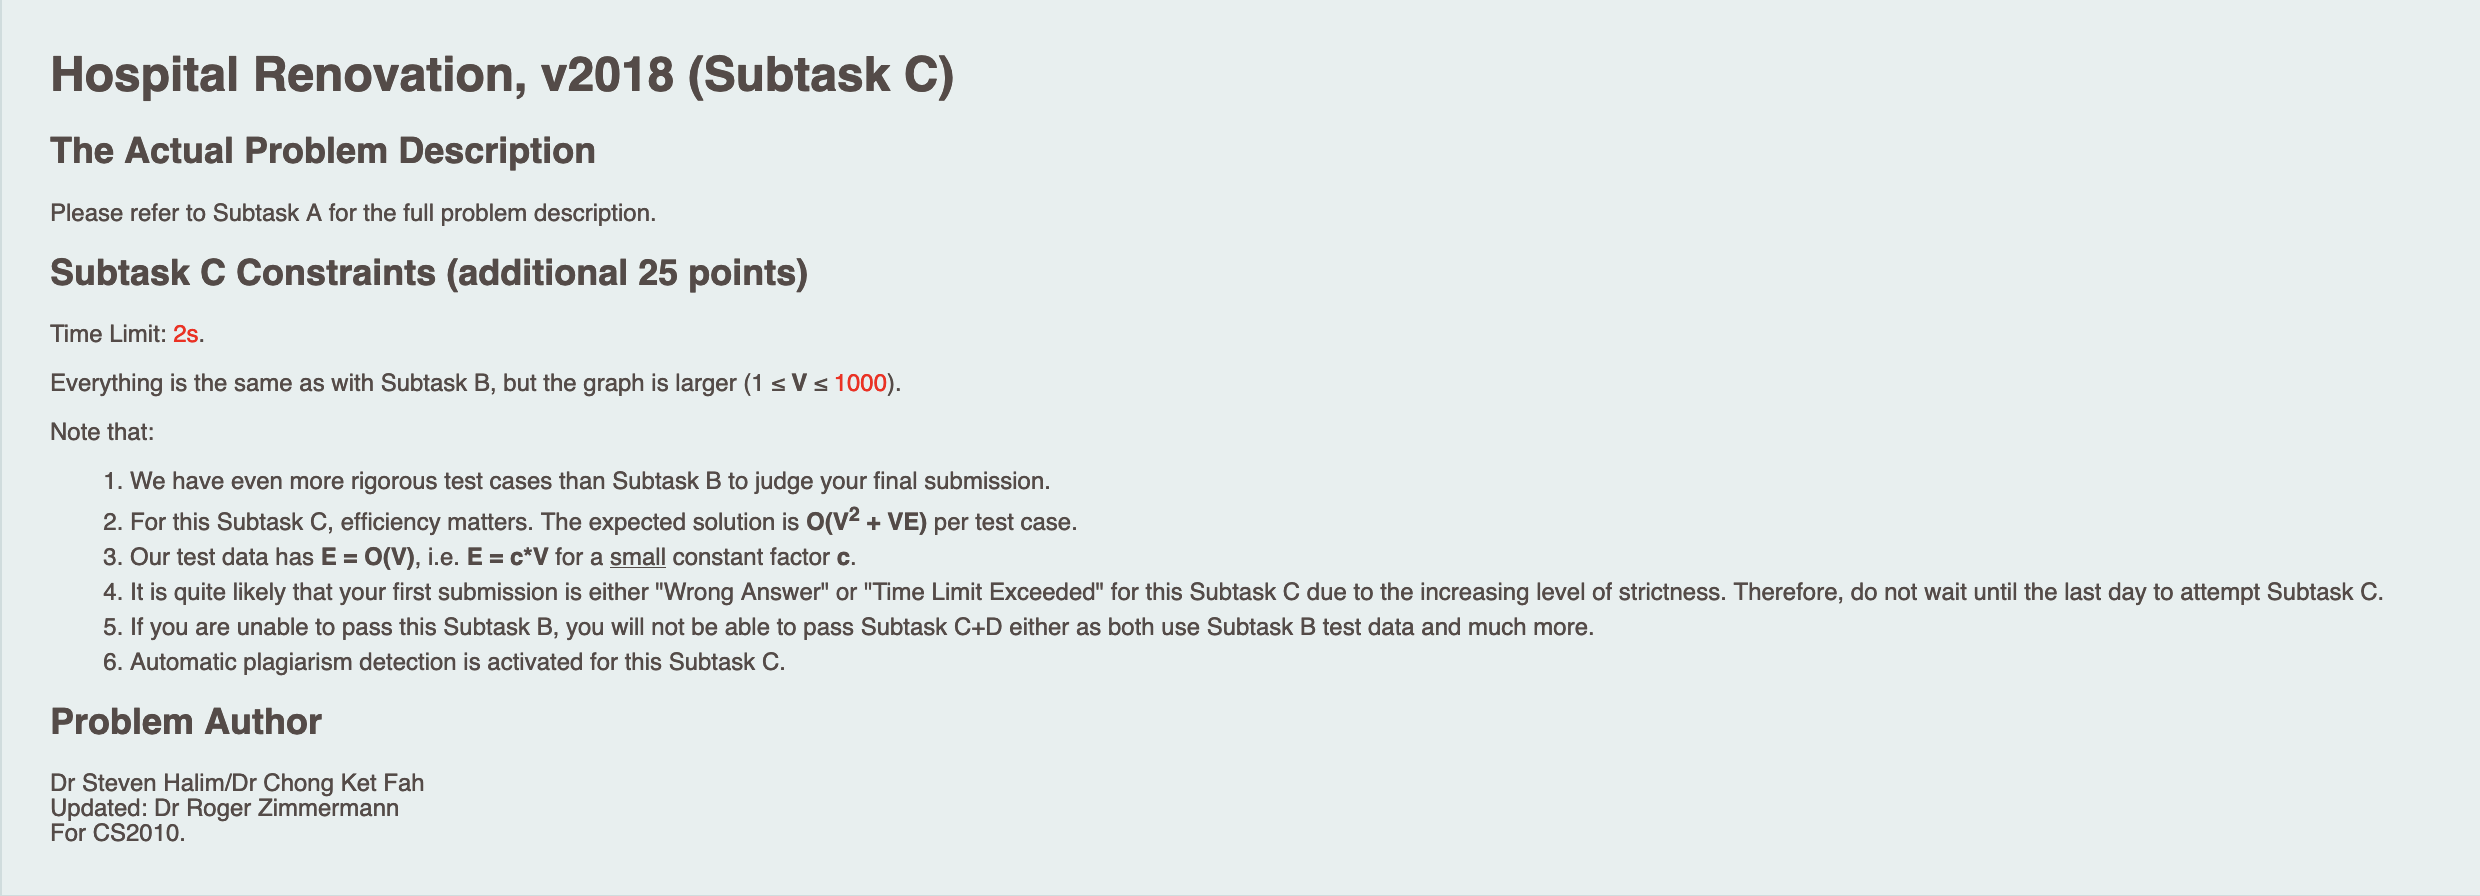 Hospital Renovation, v2018 (Subtask C)
The Actual Problem Description
Please refer to Subtask A for the full problem description.
Subtask C Constraints (additional 25 points)
Time Limit: 2s.
Everything is the same as with Subtask B, but the graph is larger (1 ≤ V ≤ 1000).
Note that:
1. We have even more rigorous test cases than Subtask B to judge your final submission.
2. For this Subtask C, efficiency matters. The expected solution is O(V² + VE) per test case.
3. Our test data has E = O(V), i.e. E = c*V for a small constant factor c.
4. It is quite likely that your first submission is either "Wrong Answer" or "Time Limit Exceeded" for this Subtask C due to the increasing level of strictness. Therefore, do not wait until the last day to attempt Subtask C.
5. If you are unable to pass this Subtask B, you will not be able to pass Subtask C+D either as both use Subtask B test data and much more.
6. Automatic plagiarism detection is activated for this Subtask C.
Problem Author
Dr Steven Halim/Dr Chong Ket Fah
Updated: Dr Roger Zimmermann
For CS2010.